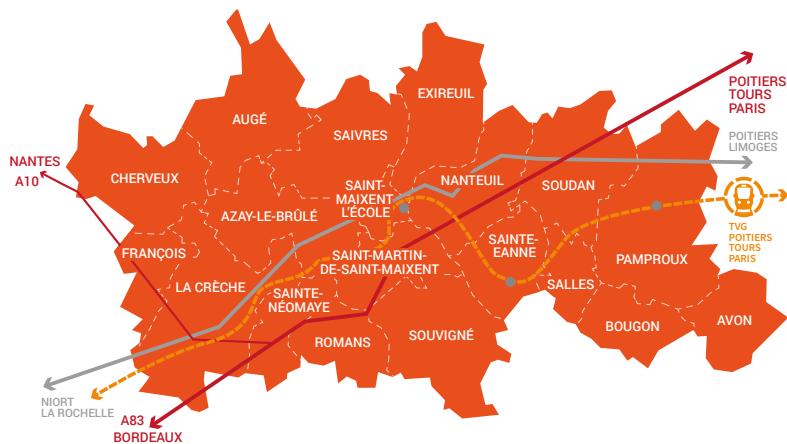 EXIREUIL
POITIERS
TOURS
PARIS
AUGÉ
SAIVRES
POITIERS
LIMOGES
NANTES
A10
CHERVEUX
NANTEUIL
SOUDAN
SAINT-
MAIXENT
L'ÉCOLE
AZAY-LE-BRÛLÉ
TVG
POITIERS
TOURS
PARIS
FRANÇOIS
SAINT-MARTIN-
DE-SAINT-MAIXENT
SAINTE-
EANNE
PAMPROUX
LA CRÈCHE
SAINTE-
NÉOMAYE
SALLES
ROMANS
SOUVIGNÉ
BOUGON
AVON
NIORT
LA ROCHELLE
A83
BORDEAUX